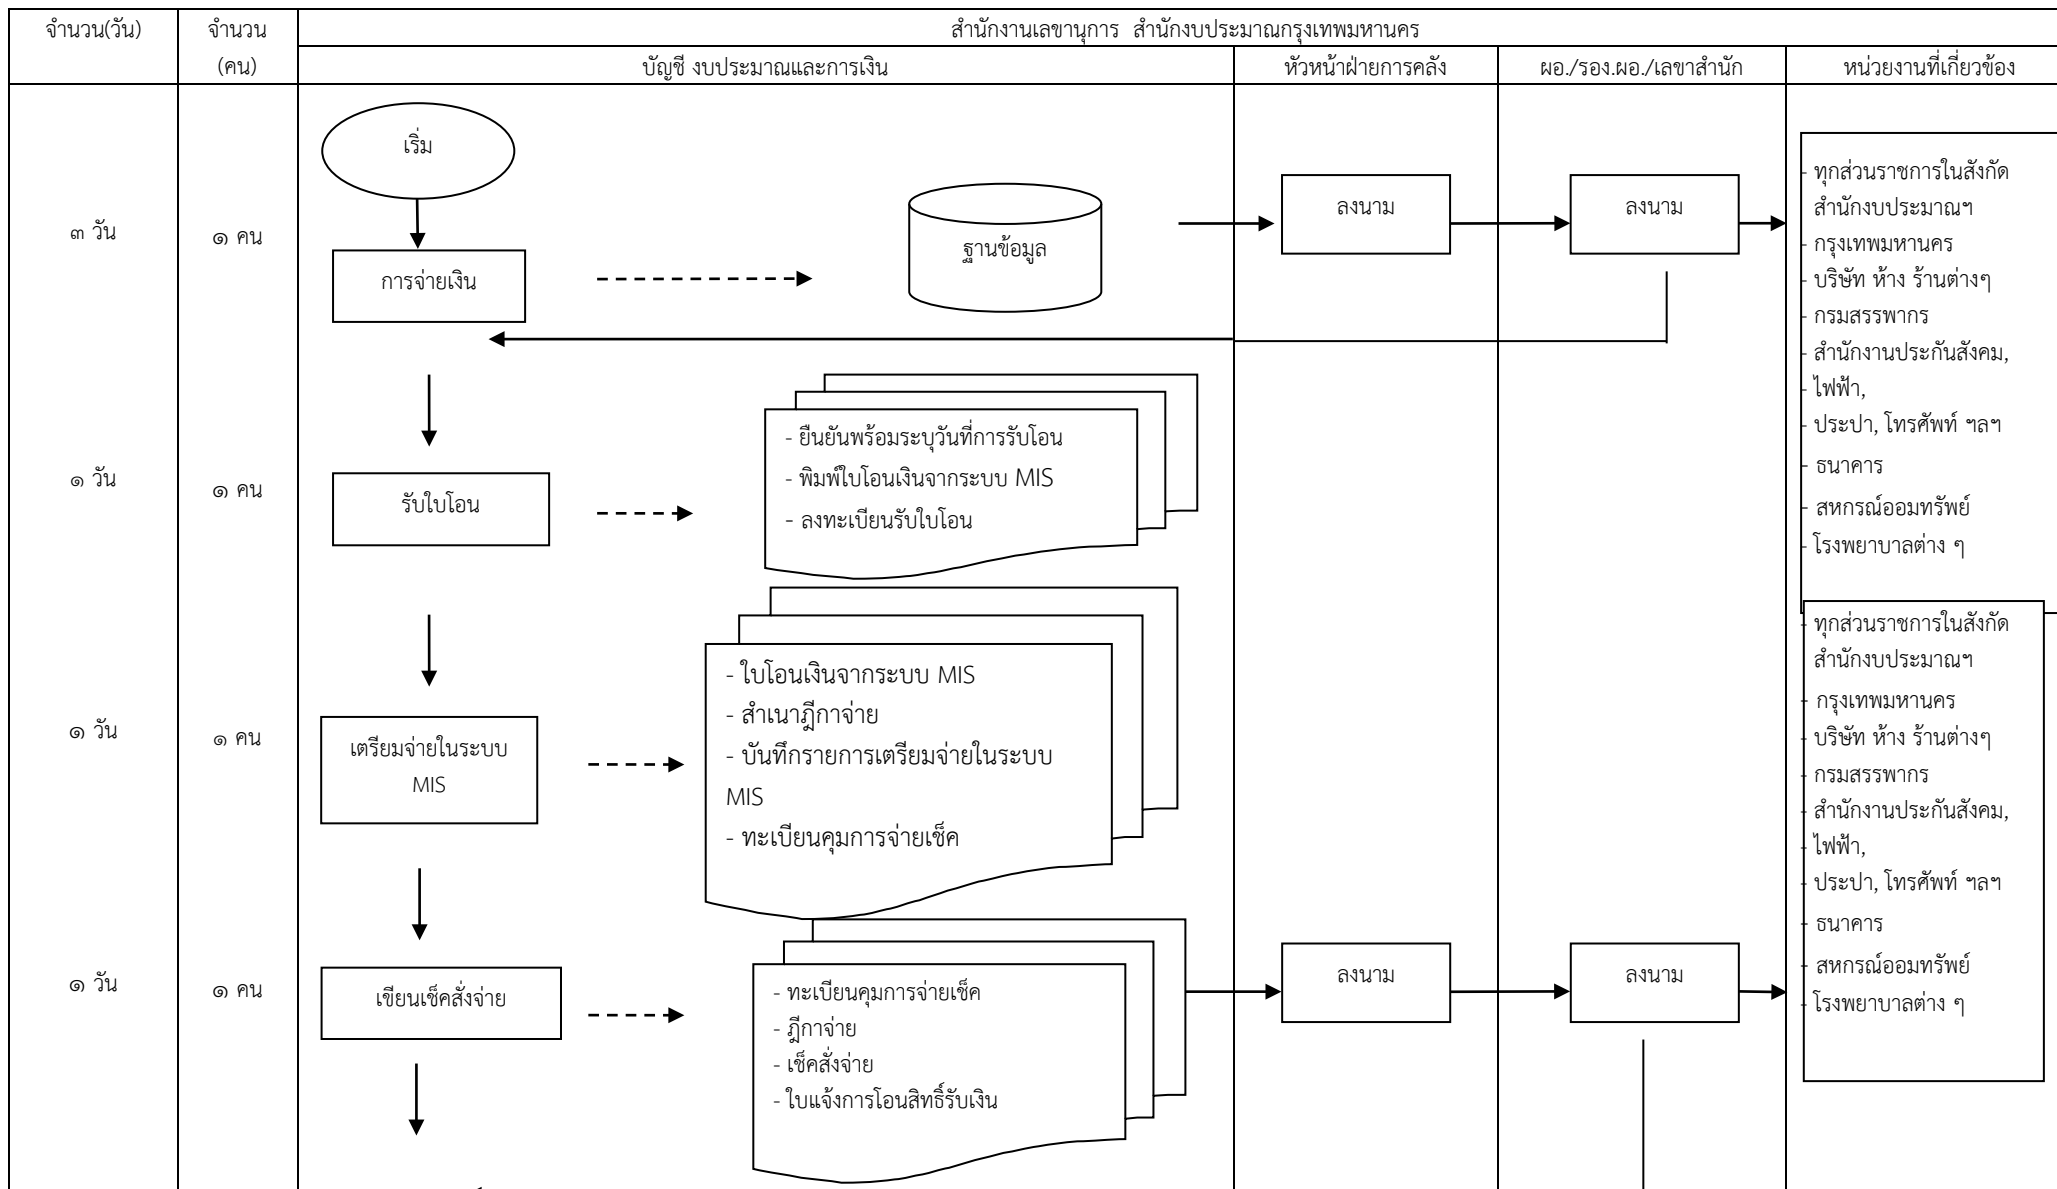 จำนวน(วัน)
จำนวน
(คน)
สำนักงานเลขานุการ สำนักงบประมาณกรุงเทพมหานคร
บัญชี งบประมาณและการเงิน
หัวหน้าฝ่ายการคลัง
ผอ./รอง.ผอ./เลขาสำนัก
หน่วยงานที่เกี่ยวข้อง
๓ วัน
๑ คน
เริ่ม
การจ่ายเงิน
ฐานข้อมูล
ลงนาม
ลงนาม
- ทุกส่วนราชการในสังกัด
สำนักงบประมาณฯ
- กรุงเทพมหานคร
- บริษัท ห้าง ร้านต่างๆ
- กรมสรรพากร
- สำนักงานประกันสังคม,
- ไฟฟ้า,
- ประปา, โทรศัพท์ ฯลฯ
- ธนาคาร
- สหกรณ์ออมทรัพย์
- โรงพยาบาลต่าง ๆ
๑ วัน
๑ คน
รับใบโอน
- ยืนยันพร้อมระบุวันที่การรับโอน
- พิมพ์ใบโอนเงินจากระบบ MIS
- ลงทะเบียนรับใบโอน
๑ วัน
๑ คน
เตรียมจ่ายในระบบ
MIS
- ใบโอนเงินจากระบบ MIS
- สำเนาฎีกาจ่าย
- บันทึกรายการเตรียมจ่ายในระบบ
MIS
- ทะเบียนคุมการจ่ายเช็ค
- ทุกส่วนราชการในสังกัด
สำนักงบประมาณฯ
- กรุงเทพมหานคร
- บริษัท ห้าง ร้านต่างๆ
- กรมสรรพากร
- สำนักงานประกันสังคม,
- ไฟฟ้า,
- ประปา, โทรศัพท์ ฯลฯ
- ธนาคาร
- สหกรณ์ออมทรัพย์
- โรงพยาบาลต่าง ๆ
๑ วัน
๑ คน
เขียนเช็คสั่งจ่าย
- ทะเบียนคุมการจ่ายเช็ค
- ฎีกาจ่าย
- เช็คสั่งจ่าย
- ใบแจ้งการโอนสิทธิ์รับเงิน
ลงนาม
ลงนาม